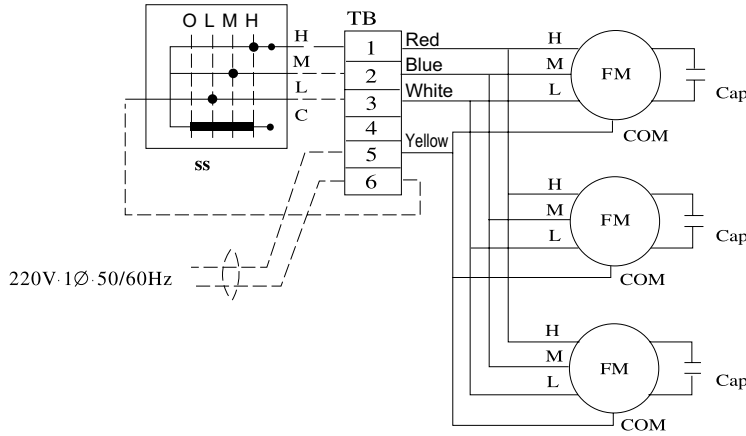 O L M H
TB
H
M
L
C
ss
1
2
3
4
5
6
Red
Blue
White
Yellow
H
M
L
FM
Cap
COM
H
M
L
FM
Cap
COM
H
M
L
FM
Cap
COM
220V·1Ø·50/60Hz